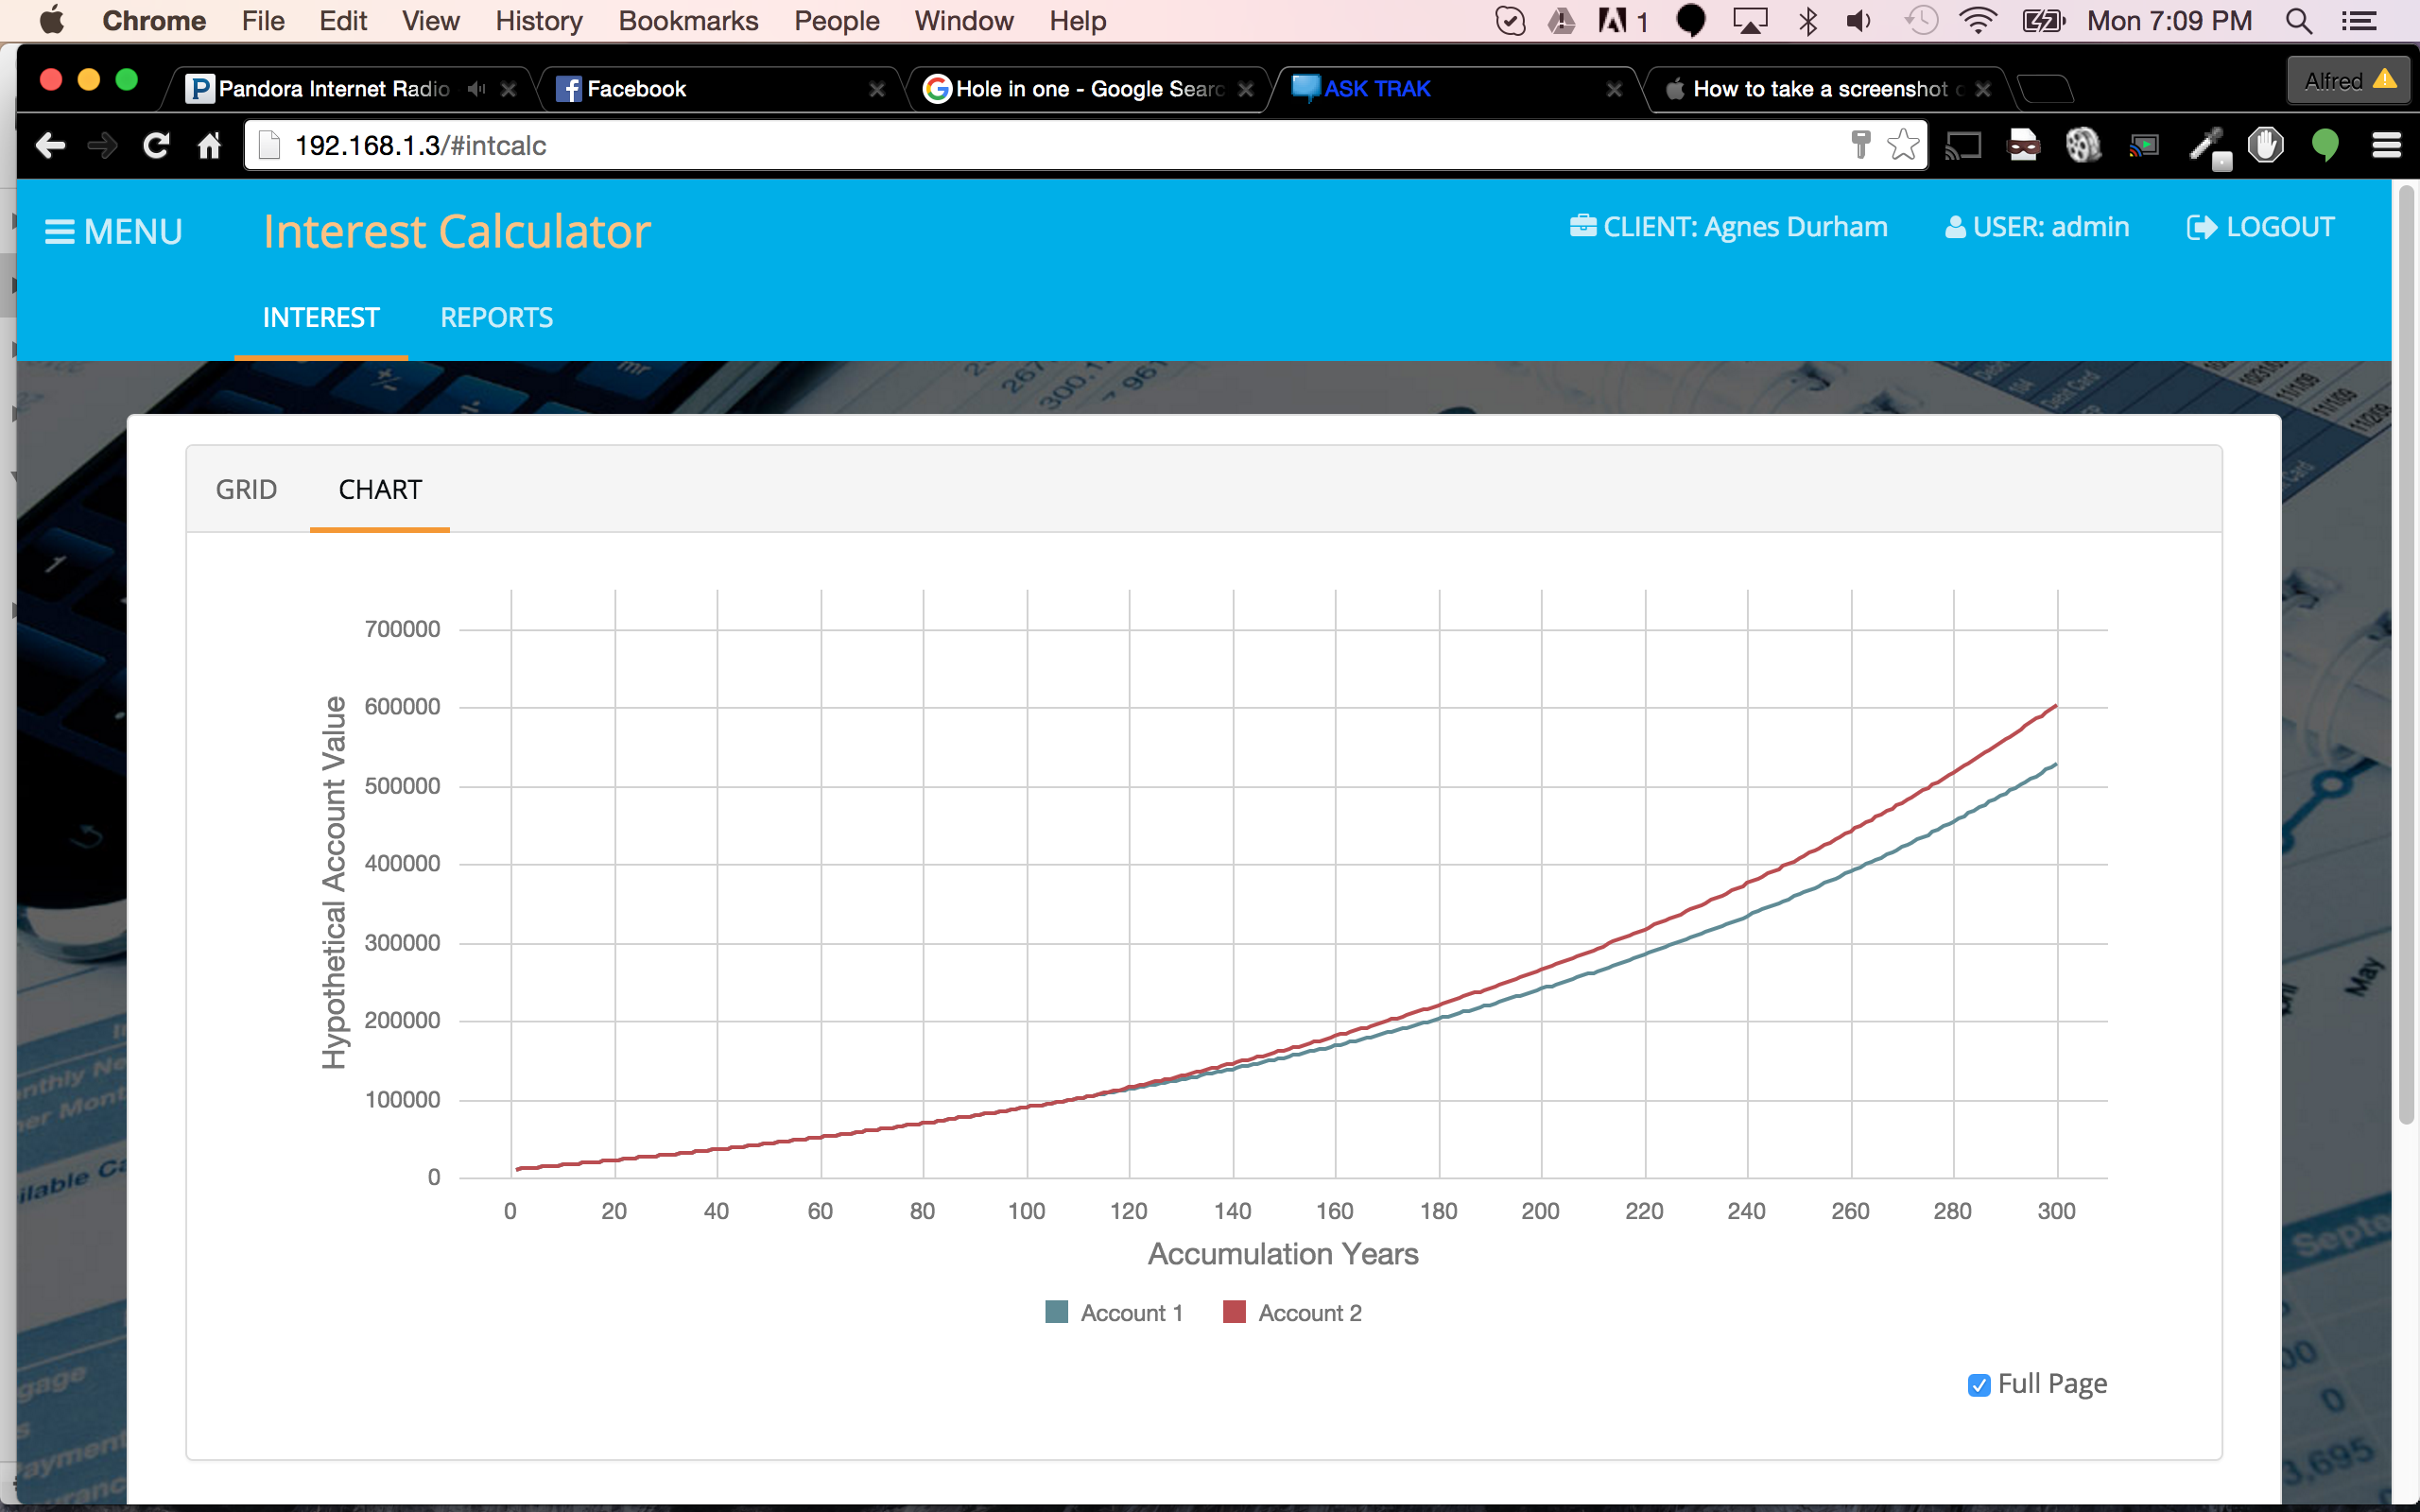 Chrome File Edit View History Bookmarks People Window Help 1 Mon 7:09 PM
Pandora Internet Radio Facebook Hole in one - Google Searc ASK TRAK How to take a screenshot Alfred
192.168.1.3/#intcalc
MENU Interest Calculator CLIENT: Agnes Durham USER: admin LOGOUT
INTEREST REPORTS
GRID CHART
Hypothetical Account Value
700000
600000
500000
400000
300000
200000
100000
0
0 20 40 60 80 100 120 140 160 180 200 220 240 260 280 300
Accumulation Years
Account 1 Account 2
Full Page
May
3,695